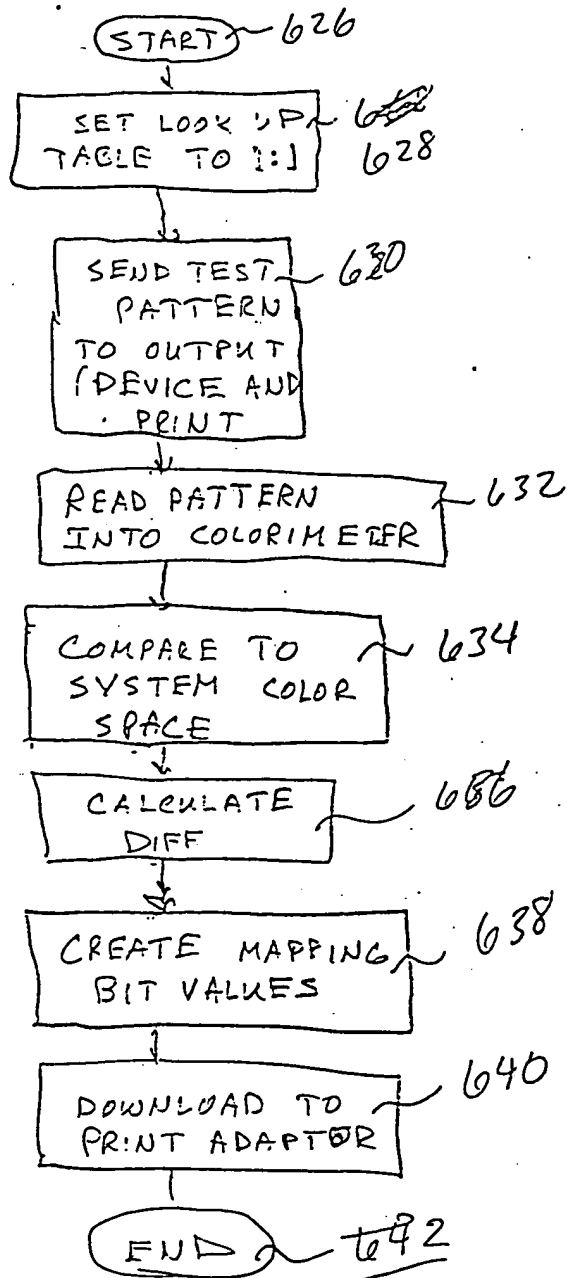 START 626
SET LOOK UP
TABLE TO 1:1 628
SEND TEST 630
PATTERN
TO OUTPUT
DEVICE AND
PRINT
READ PATTERN 632
INTO COLORIMETER
COMPARE TO 634
SYSTEM COLOR
SPACE
CALCULATE 636
DIFF
CREATE MAPPING 638
BIT VALUES
DOWNLOAD TO 640
PRINT ADAPTOR
END 642